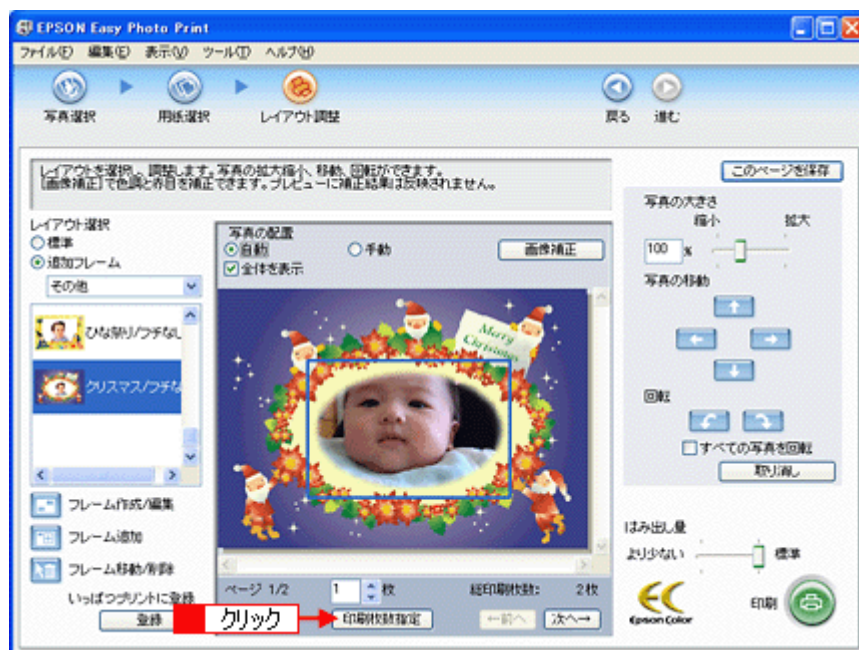 EPSON Easy Photo Print
ファイル(F) 編集(E) 表示(V) ツール(T) ヘルプ(H)
写真選択 用紙選択 レイアウト調整 戻る 進む
レイアウトを選択し、調整します。写真の拡大縮小、移動、回転ができます。
[画像補正]で色調と赤目を補正できます。プレビューに補正結果は反映されません。
このページを保存
レイアウト選択
標準
追加フレーム
その他
ひな祭り/フチなし
クリスマス/フチな
フレーム作成/編集
フレーム追加
フレーム移動/削除
いっぱつプリントに登録
登録
写真の配置
自動 手動 画像補正
全体を表示
Merry
Christmas
ページ 1/2 1 枚 総印刷枚数: 2枚
クリック 印刷枚数指定 ←前へ 次へ→
写真の大きさ
縮小 拡大
100 %
写真の移動
回転
すべての写真を回転
取り消し
はみ出し量
より少ない 標準
Epson Color
印刷